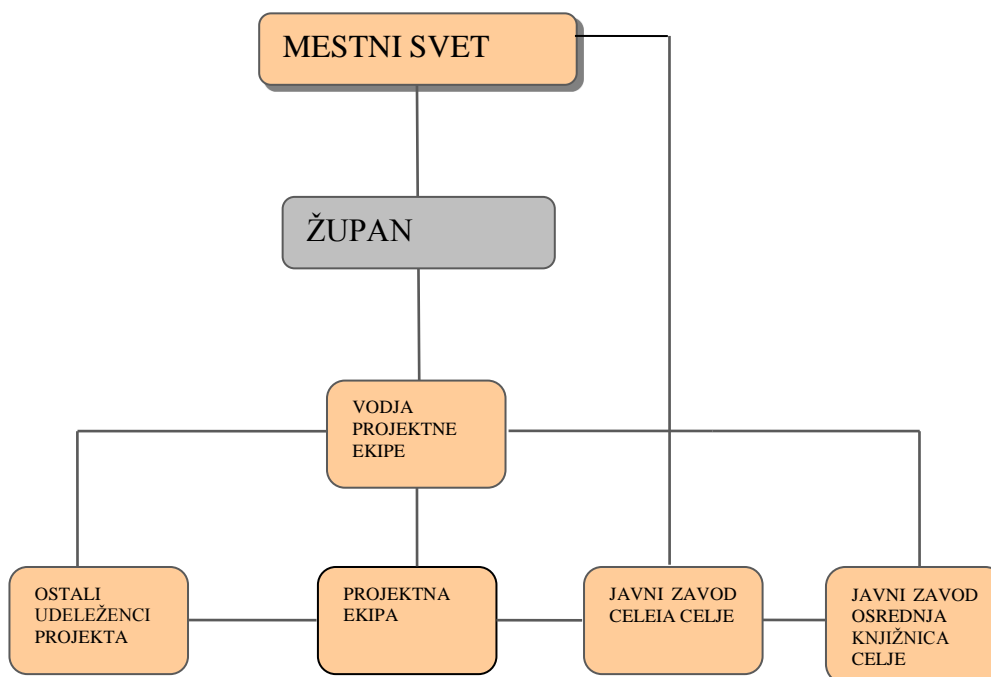 MESTNI SVET
ŽUPAN
VODJA
PROJEKTNE
EKIPE
OSTALI
UDELEŽENCI
PROJEKTA
PROJEKTNA
EKIPA
JAVNI ZAVOD
CELEIA CELJE
JAVNI ZAVOD
OSREDNJA
KNJIŽNICA
CELJE